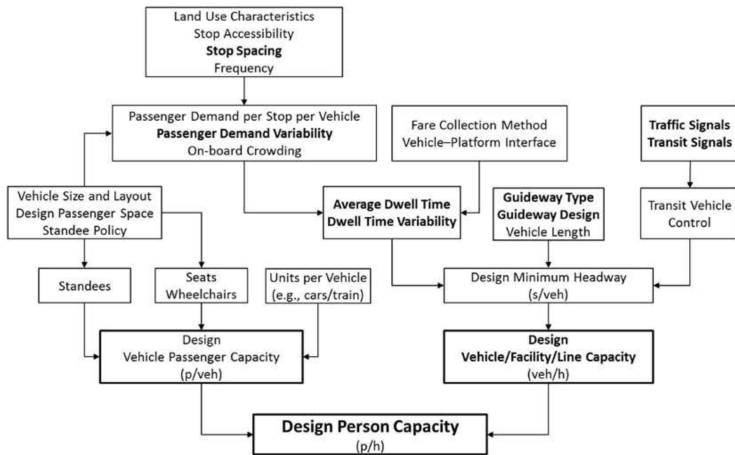 Land Use Characteristics
Stop Accessibility
Stop Spacing
Frequency
Passenger Demand per Stop per Vehicle
Passenger Demand Variability
On-board Crowding
Fare Collection Method
Vehicle–Platform Interface
Traffic Signals
Transit Signals
Vehicle Size and Layout
Design Passenger Space
Standee Policy
Average Dwell Time
Dwell Time Variability
Guideway Type
Guideway Design
Vehicle Length
Transit Vehicle
Control
Standees
Seats
Wheelchairs
Units per Vehicle
(e.g., cars/train)
Design Minimum Headway
(s/veh)
Design
Vehicle Passenger Capacity
(p/veh)
Design
Vehicle/Facility/Line Capacity
(veh/h)
Design Person Capacity
(p/h)